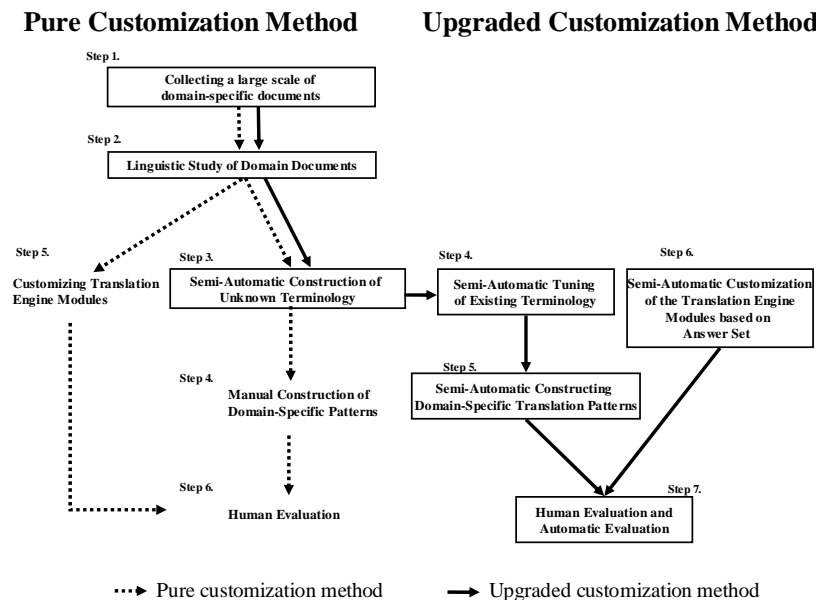 Pure Customization Method
Upgraded Customization Method
Step 1.
Collecting a large scale of
domain-specific documents
Step 2.
Linguistic Study of Domain Documents
Step 5.
Customizing Translation
Engine Modules
Step 3.
Semi-Automatic Construction of
Unknown Terminology
Step 4.
Semi-Automatic Tuning
of Existing Terminology
Step 6.
Semi-Automatic Customization
of the Translation Engine
Modules based on
Answer Set
Step 4.
Manual Construction of
Domain-Specific Patterns
Step 5.
Semi-Automatic Constructing
Domain-Specific Translation Patterns
Step 6.
Human Evaluation
Step 7.
Human Evaluation and
Automatic Evaluation
Pure customization method
Upgraded customization method